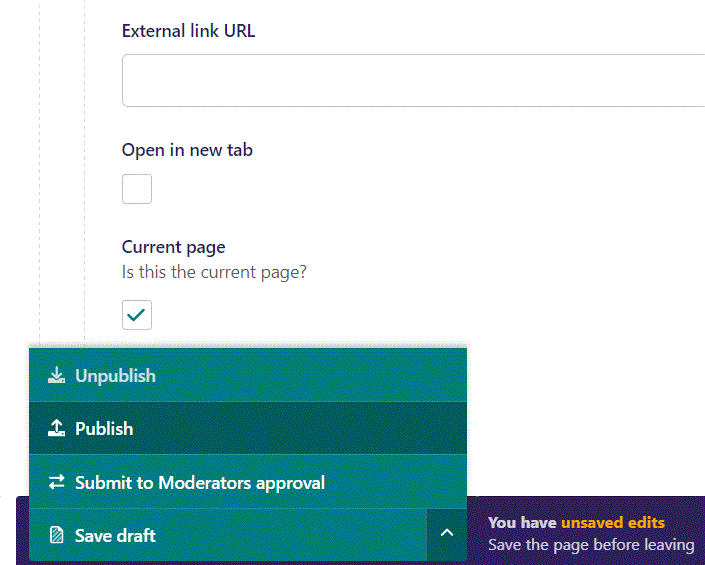 External link URL
Open in new tab
Current page
Is this the current page?
Unpublish
Publish
Submit to Moderators approval
Save draft
You have unsaved edits
Save the page before leaving